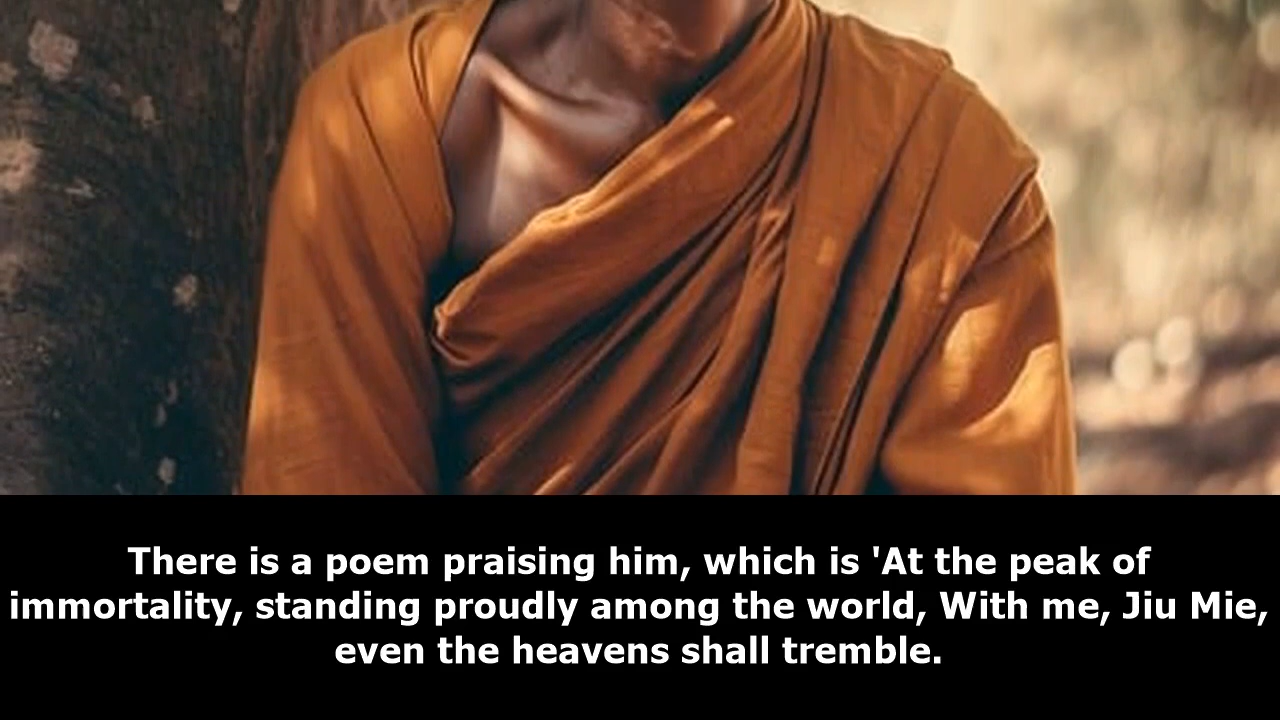 There is a poem praising him, which is 'At the peak of
immortality, standing proudly among the world, With me, Jiu Mie,
even the heavens shall tremble.